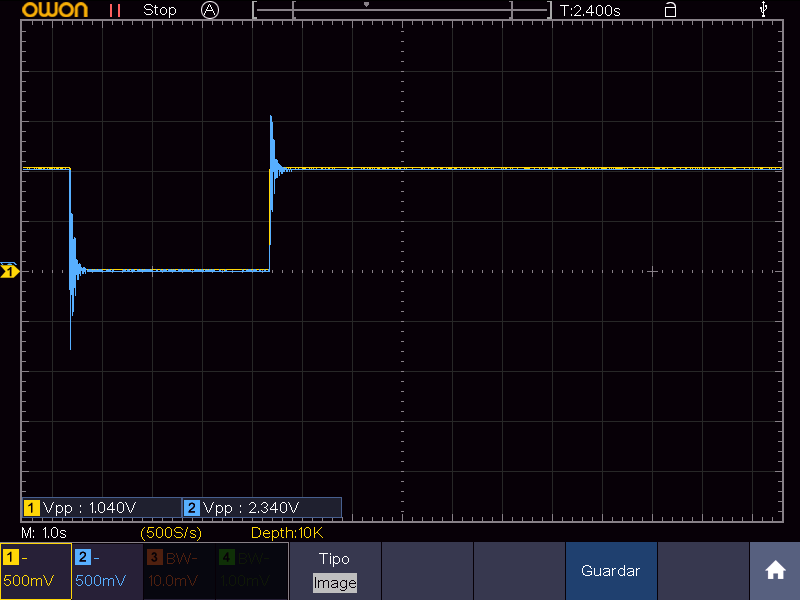 OWON Stop A T:2.400s
1
1 Vpp : 1.040V 2 Vpp : 2.340V
M: 1.0s (500S/s) Depth:10K
1 - 2 - 3 BW- 4 BW- Tipo
500mV 500mV 10.0mV 1.00mV Image Guardar